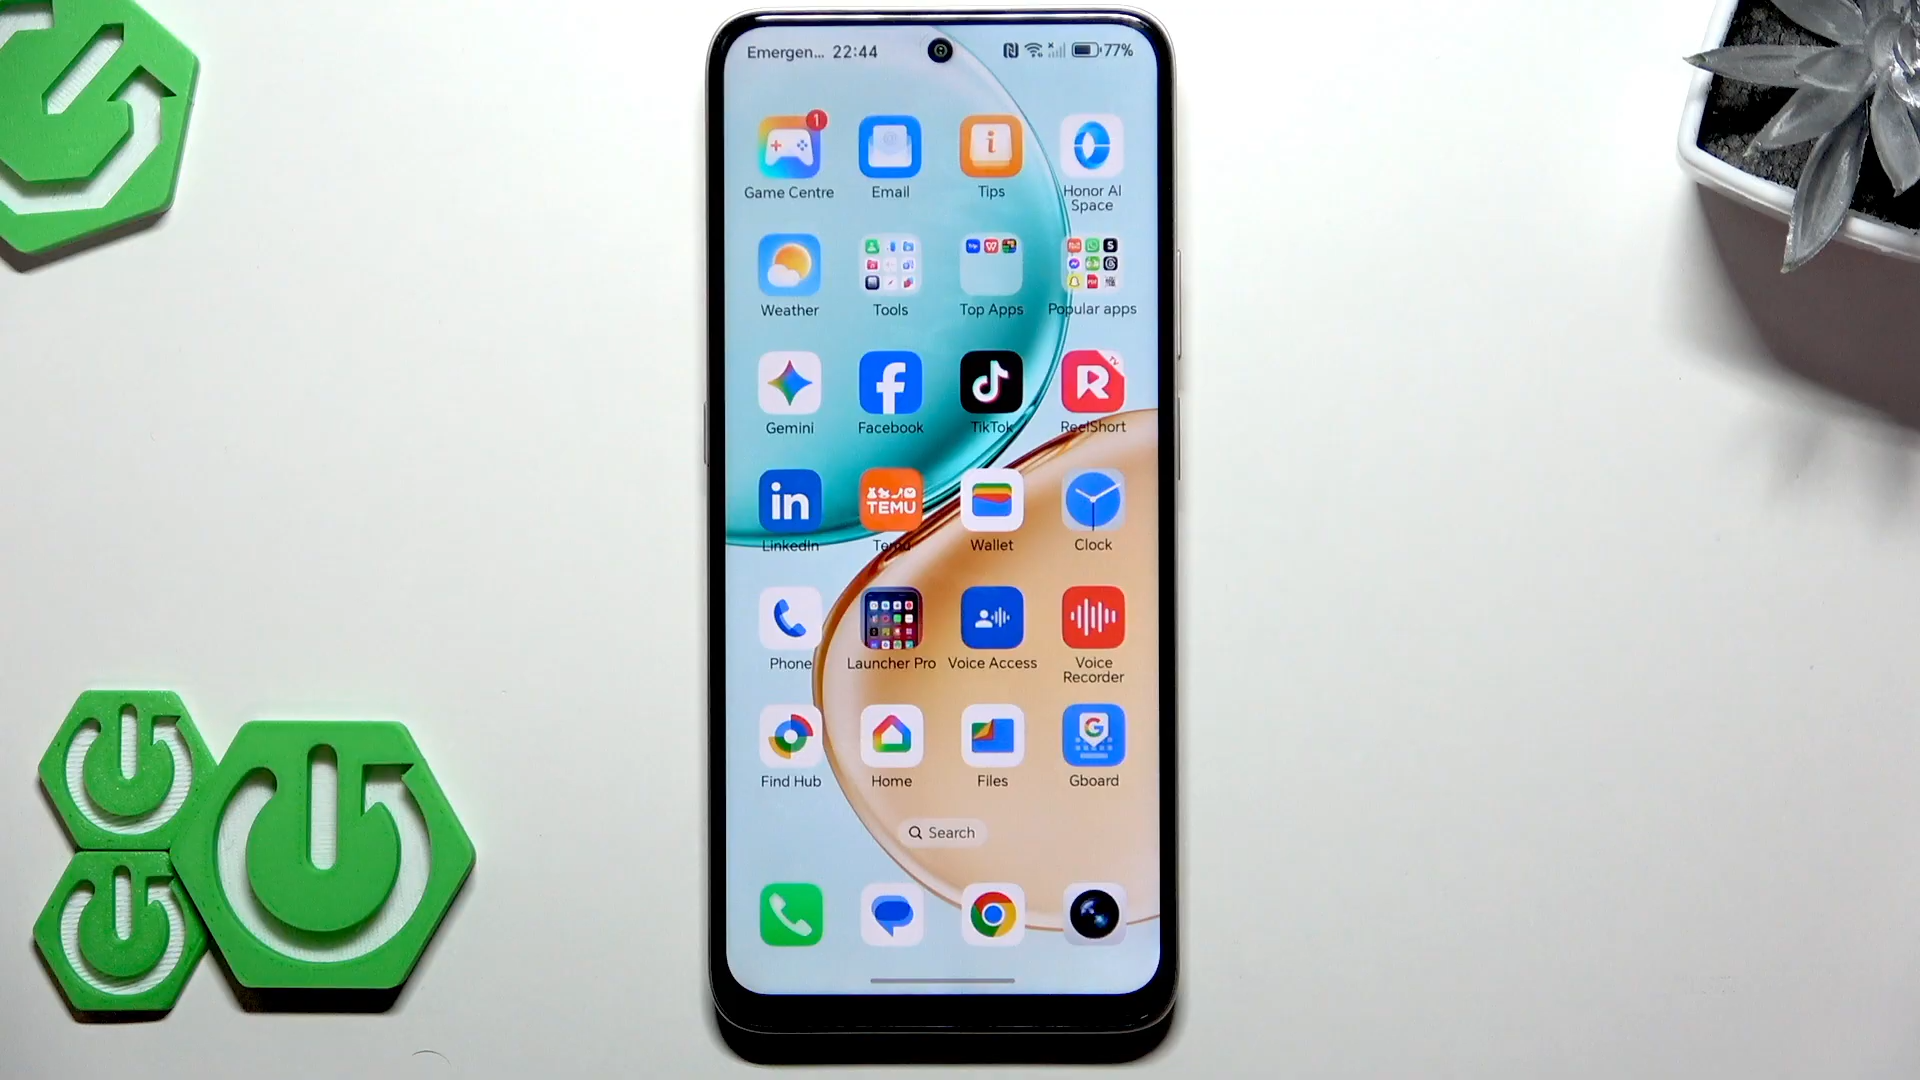 Emergen... 22:44 77%
1
Game Centre Email Tips Honor AI Space
Weather Tools Top Apps Popular apps
Gemini Facebook TikTok ReelShort
in TEMU
LinkedIn Temu Wallet Clock
Phone Launcher Pro Voice Access Voice Recorder
Find Hub Home Files Gboard
Search